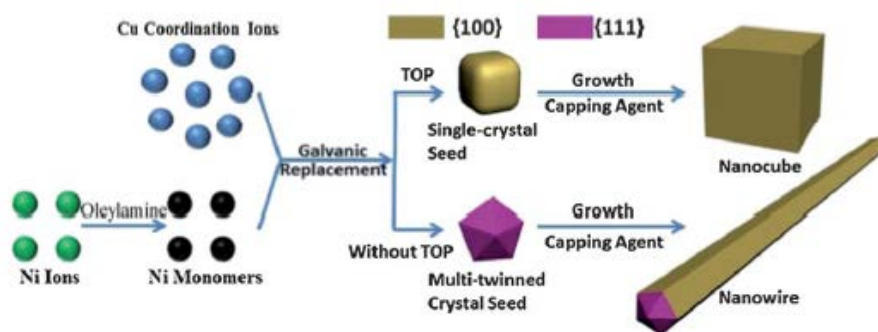 Cu Coordination Ions
{100}
{111}
TOP
Growth
Capping Agent
Single-crystal
Seed
Nanocube
Galvanic
Replacement
Oleylamine
Ni Ions
Ni Monomers
Without TOP
Growth
Capping Agent
Multi-twinned
Crystal Seed
Nanowire